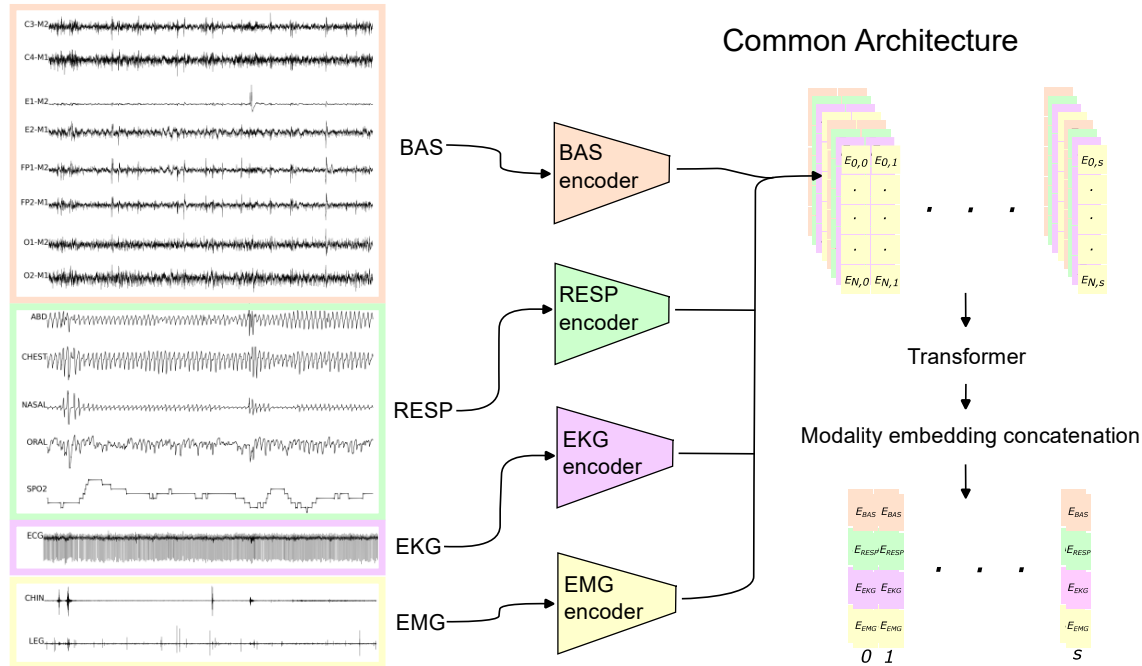 Common Architecture
C3-M2
C4-M1
E1-M2
E2-M1
FP1-M2
FP2-M1
O1-M2
O2-M1
ABD
CHEST
NASAL
ORAL
SPO2
ECG
CHIN
LEG
BAS
RESP
EKG
EMG
BAS
encoder
RESP
encoder
EKG
encoder
EMG
encoder
E0,0 E0,1 E0,s
. . .
. . .
. . .
. . .
EN,0 EN,1 EN,s
Transformer
Modality embedding concatenation
EBAS EBAS EBAS
ERESP ERESP ERESP
. . .
EEKG EEKG EEKG
EEMG EEMG EEMG
0 1 s